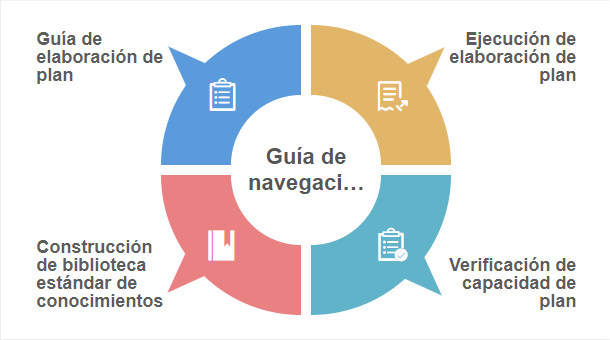 Guía de
elaboración de
plan
Ejecución de
elaboración de
plan
Guía de
navegaci…
Construcción
de biblioteca
estándar de
conocimientos
Verificación de
capacidad de
plan